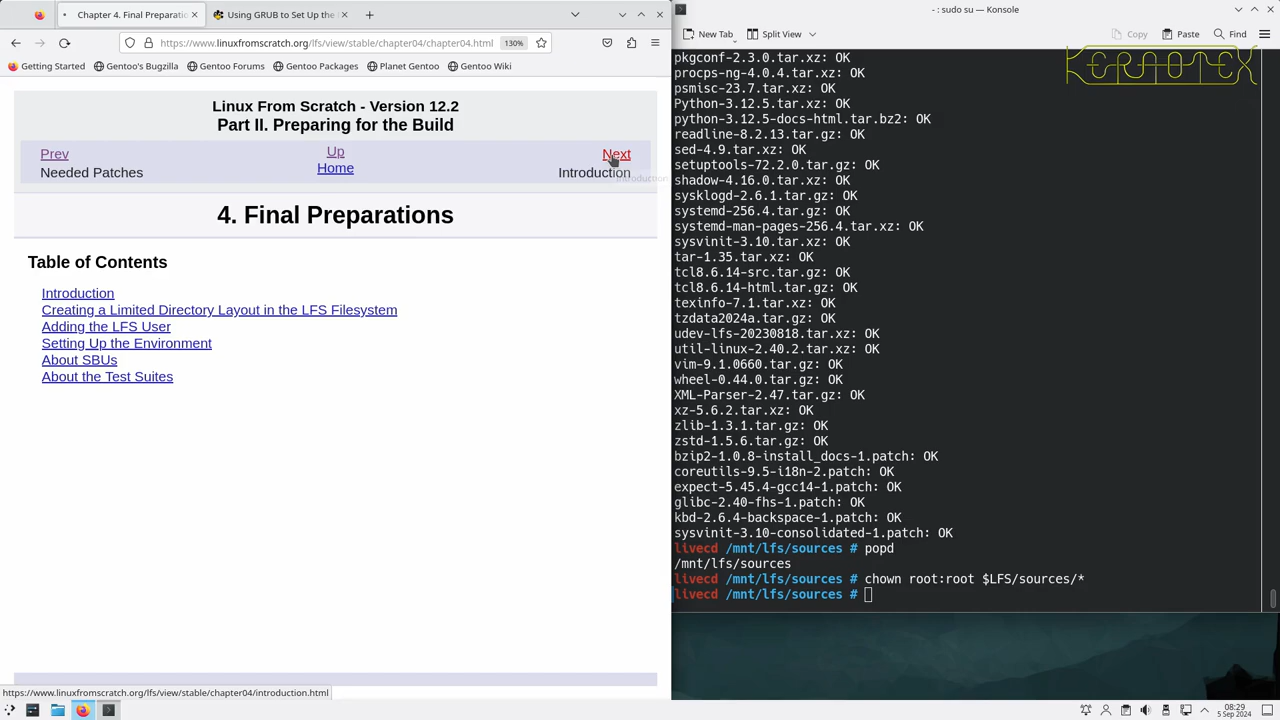 Chapter 4. Final Preparatio
Using GRUB to Set Up the
https://www.linuxfromscratch.org/lfs/view/stable/chapter04/chapter04.html
130%
Getting Started
Gentoo's Bugzilla
Gentoo Forums
Gentoo Packages
Planet Gentoo
Gentoo Wiki
Linux From Scratch - Version 12.2
Part II. Preparing for the Build
Prev
Up
Next
Needed Patches
Home
Introduction
Introduction
4. Final Preparations
Table of Contents
Introduction
Creating a Limited Directory Layout in the LFS Filesystem
Adding the LFS User
Setting Up the Environment
About SBUs
About the Test Suites
https://www.linuxfromscratch.org/lfs/view/stable/chapter04/introduction.html
- : sudo su — Konsole
New Tab
Split View
Copy
Paste
Find
KERNOTEX
pkgconf-2.3.0.tar.xz: OK
procps-ng-4.0.4.tar.xz: OK
psmisc-23.7.tar.xz: OK
Python-3.12.5.tar.xz: OK
python-3.12.5-docs-html.tar.bz2: OK
readline-8.2.13.tar.gz: OK
sed-4.9.tar.xz: OK
setuptools-72.2.0.tar.gz: OK
shadow-4.16.0.tar.xz: OK
sysklogd-2.6.1.tar.gz: OK
systemd-256.4.tar.gz: OK
systemd-man-pages-256.4.tar.xz: OK
sysvinit-3.10.tar.xz: OK
tar-1.35.tar.xz: OK
tcl8.6.14-src.tar.gz: OK
tcl8.6.14-html.tar.gz: OK
texinfo-7.1.tar.xz: OK
tzdata2024a.tar.gz: OK
udev-lfs-20230818.tar.xz: OK
util-linux-2.40.2.tar.xz: OK
vim-9.1.0660.tar.gz: OK
wheel-0.44.0.tar.gz: OK
XML-Parser-2.47.tar.gz: OK
xz-5.6.2.tar.xz: OK
zlib-1.3.1.tar.gz: OK
zstd-1.5.6.tar.gz: OK
bzip2-1.0.8-install_docs-1.patch: OK
coreutils-9.5-i18n-2.patch: OK
expect-5.45.4-gcc14-1.patch: OK
glibc-2.40-fhs-1.patch: OK
kbd-2.6.4-backspace-1.patch: OK
sysvinit-3.10-consolidated-1.patch: OK
livecd /mnt/lfs/sources # popd
/mnt/lfs/sources
livecd /mnt/lfs/sources # chown root:root $LFS/sources/*
livecd /mnt/lfs/sources #
08:29
5 Sep 2024